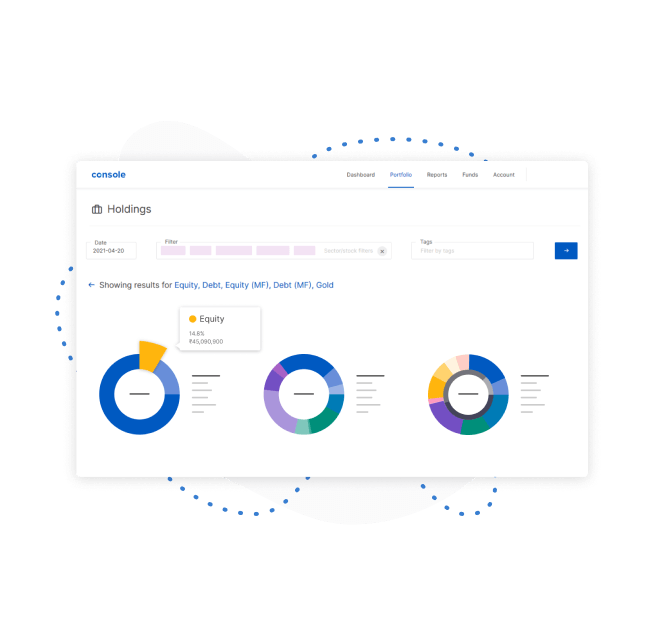 console
Dashboard Portfolio Reports Funds Account
Holdings
Date
2021-04-20
Filter
Sector/stock filters
Tags
Filter by tags
← Showing results for Equity, Debt, Equity (MF), Debt (MF), Gold
Equity
14.8%
₹45,090,900